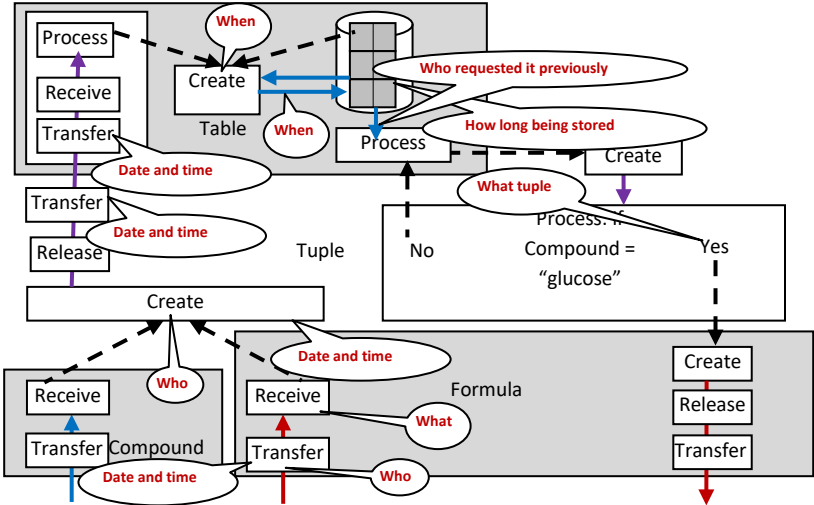 When
Process
Create
Who requested it previously
Receive
Table
When
How long being stored
Transfer
Process
Create
Date and time
What tuple
Transfer
Date and time
Process: If
Release
Tuple
No
Compound =
Yes
"glucose"
Create
Date and time
Create
Who
Receive
Receive
Formula
Release
What
Transfer
Compound
Transfer
Transfer
Date and time
Who